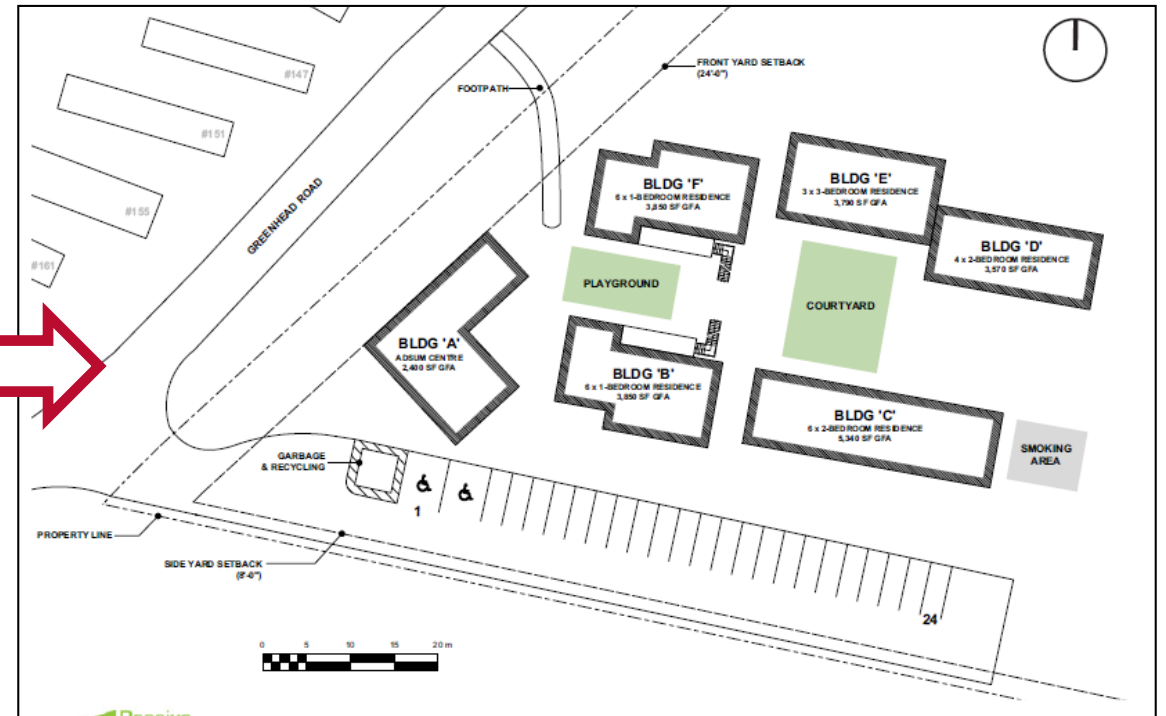 #147
#151
#155
#161
GREENHEAD ROAD
FOOTPATH
FRONT YARD SETBACK
(24'-0")
BLDG 'F'
6 x 1-BEDROOM RESIDENCE
3,850 SF GFA
BLDG 'E'
3 x 3-BEDROOM RESIDENCE
3,790 SF GFA
BLDG 'D'
4 x 2-BEDROOM RESIDENCE
3,570 SF GFA
PLAYGROUND
COURTYARD
BLDG 'A'
ADSUM CENTRE
2,400 SF GFA
BLDG 'B'
6 x 1-BEDROOM RESIDENCE
3,850 SF GFA
BLDG 'C'
6 x 2-BEDROOM RESIDENCE
5,340 SF GFA
SMOKING
AREA
GARBAGE
& RECYCLING
1
24
PROPERTY LINE
SIDE YARD SETBACK
(8'-0")
0 5 10 15 20 m